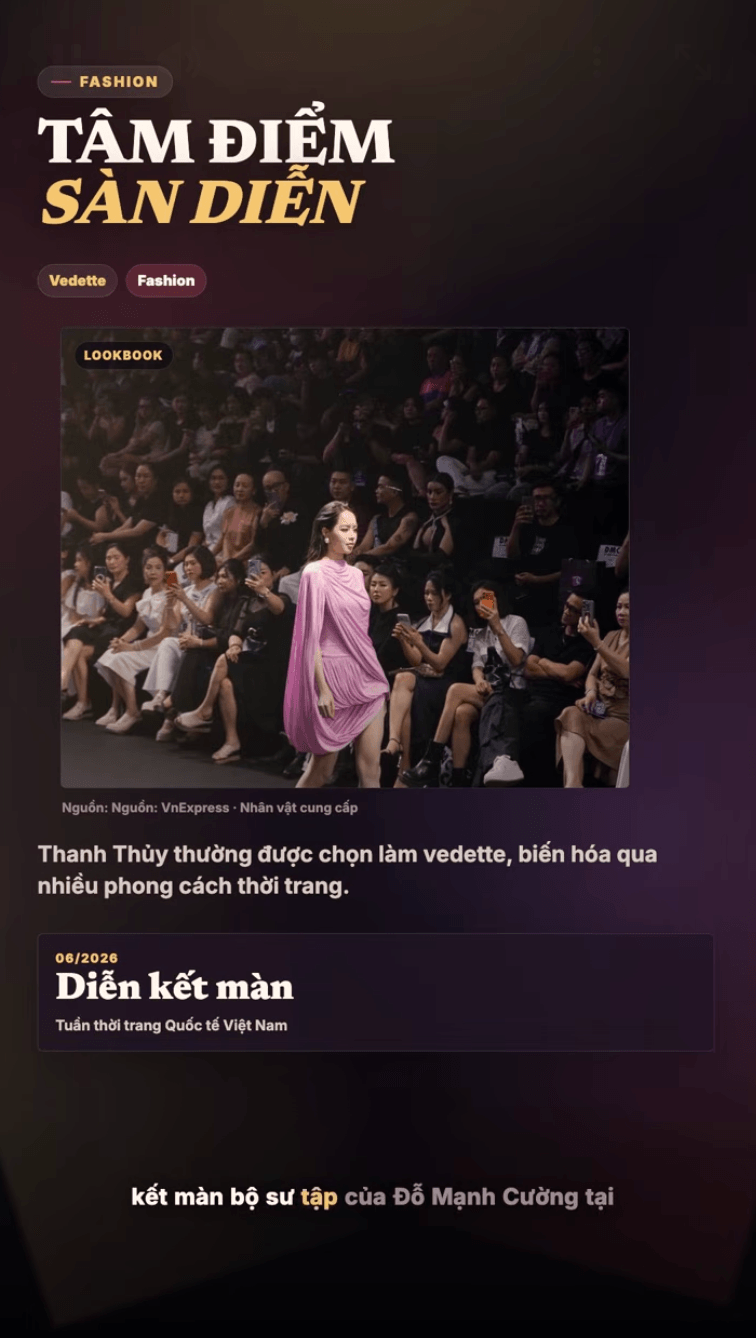 FASHION
TÂM ĐIỂM
SÀN DIỄN
Vedette
Fashion
LOOKBOOK
Nguồn: Nguồn: VnExpress · Nhân vật cung cấp
Thanh Thủy thường được chọn làm vedette, biến hóa qua
nhiều phong cách thời trang.
06/2026
Diễn kết màn
Tuần thời trang Quốc tế Việt Nam
kết màn bộ sư tập của Đỗ Mạnh Cường tại